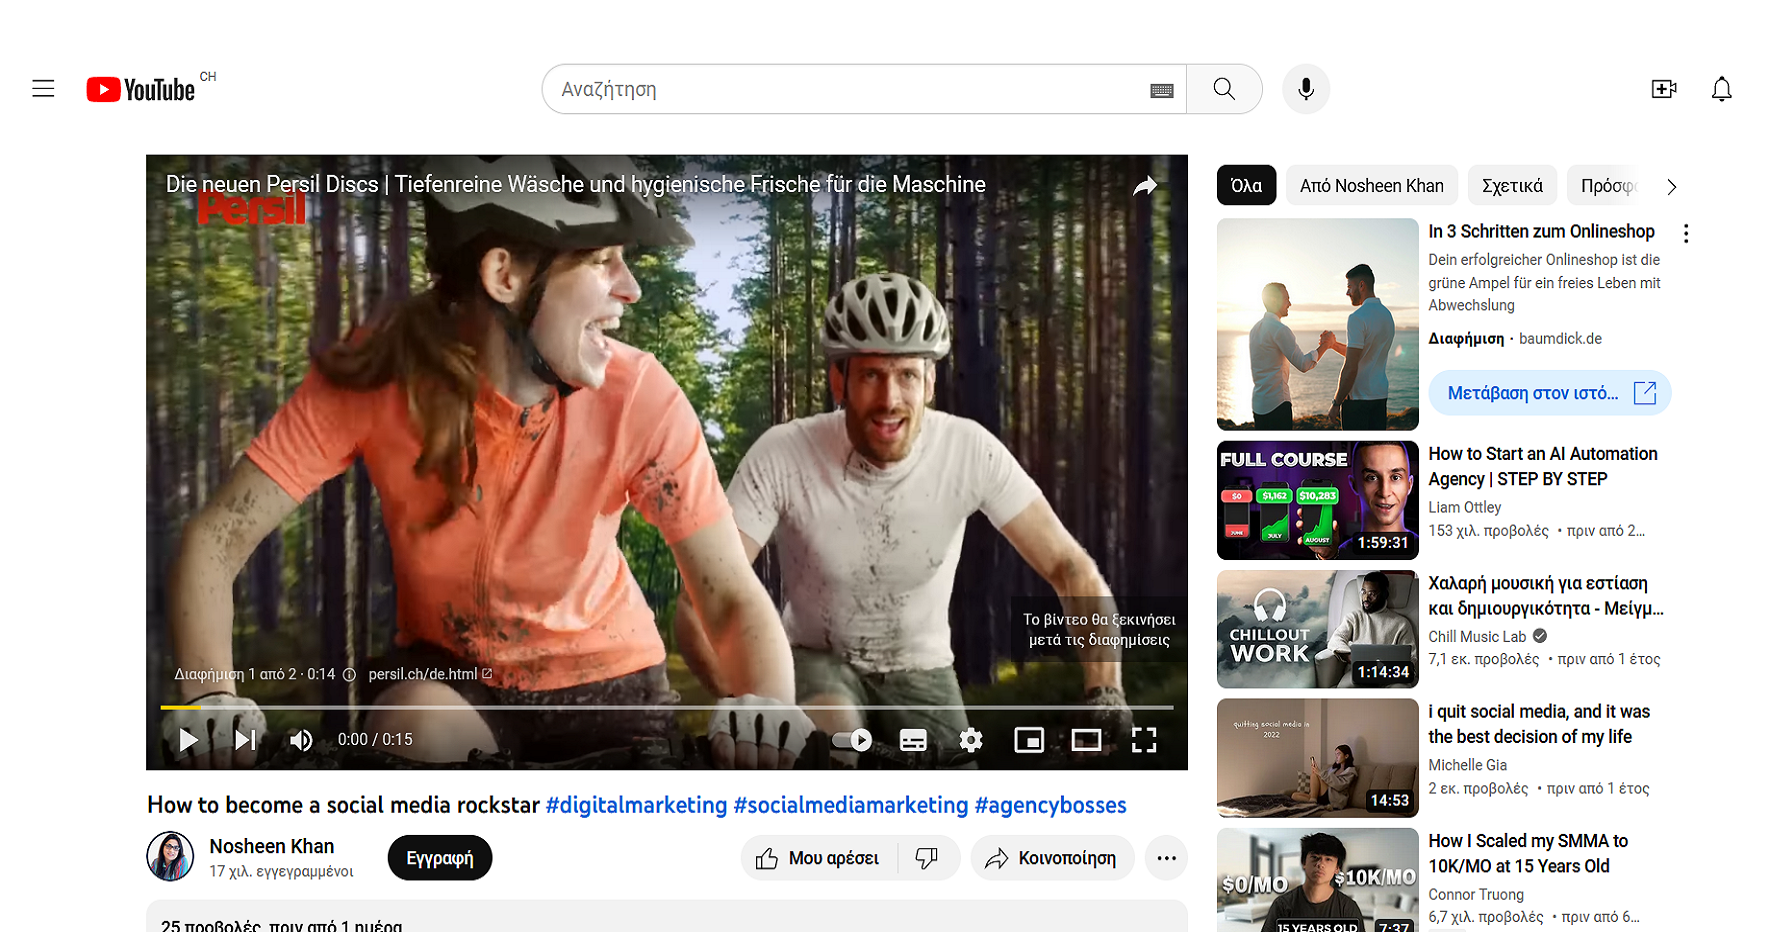 YouTube CH
Αναζήτηση
Die neuen Persil Discs | Tiefenreine Wäsche und hygienische Frische für die Maschine
Persil
Το βίντεο θα ξεκινήσει
μετά τις διαφημίσεις
Διαφήμιση 1 από 2 · 0:14 persil.ch/de.html
0:00 / 0:15
How to become a social media rockstar #digitalmarketing #socialmediamarketing #agencybosses
Nosheen Khan
17 χιλ. εγγεγραμμένοι
Εγγραφή
Μου αρέσει
Κοινοποίηση
25 προβολές πριν από 1 ημέρα
Όλα
Από Nosheen Khan
Σχετικά
Πρόσφα
In 3 Schritten zum Onlineshop
Dein erfolgreicher Onlineshop ist die
grüne Ampel für ein freies Leben mit
Abwechslung
Διαφήμιση · baumdick.de
Μετάβαση στον ιστό...
FULL COURSE
$0
$1,162
$10,283
JUNE
JULY
AUGUST
1:59:31
How to Start an AI Automation
Agency | STEP BY STEP
Liam Ottley
153 χιλ. προβολές • πριν από 2...
CHILLOUT
WORK
1:14:34
Χαλαρή μουσική για εστίαση
και δημιουργικότητα - Μείγμ...
Chill Music Lab
7,1 εκ. προβολές • πριν από 1 έτος
quitting social media in
2022
14:53
i quit social media, and it was
the best decision of my life
Michelle Gia
2 εκ. προβολές • πριν από 1 έτος
$0/MO
$10K/MO
15 YEARS OLD
7:37
How I Scaled my SMMA to
10K/MO at 15 Years Old
Connor Truong
6,7 χιλ. προβολές • πριν από 6...